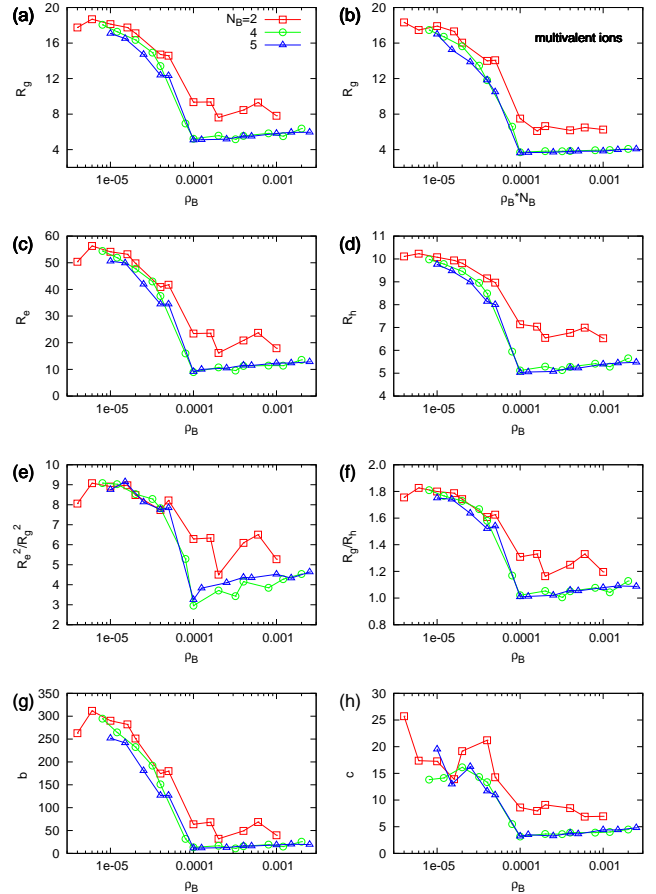 (a)
20
16
12
8
4
R_g
1e-05 0.0001 0.001
ρ_B
N_B=2
4
5
(b)
20
16
12
8
4
R_g
1e-05 0.0001 0.001
ρ_B*N_B
multivalent ions
(c)
60
50
40
30
20
10
0
R_e
1e-05 0.0001 0.001
ρ_B
(d)
11
10
9
8
7
6
5
4
R_h
1e-05 0.0001 0.001
ρ_B
(e)
10
9
8
7
6
5
4
3
2
R_e^2/R_g^2
1e-05 0.0001 0.001
ρ_B
(f)
2.0
1.8
1.6
1.4
1.2
1.0
0.8
R_g/R_h
1e-05 0.0001 0.001
ρ_B
(g)
350
300
250
200
150
100
50
0
b
1e-05 0.0001 0.001
ρ_B
(h)
30
25
20
15
10
5
0
c
1e-05 0.0001 0.001
ρ_B